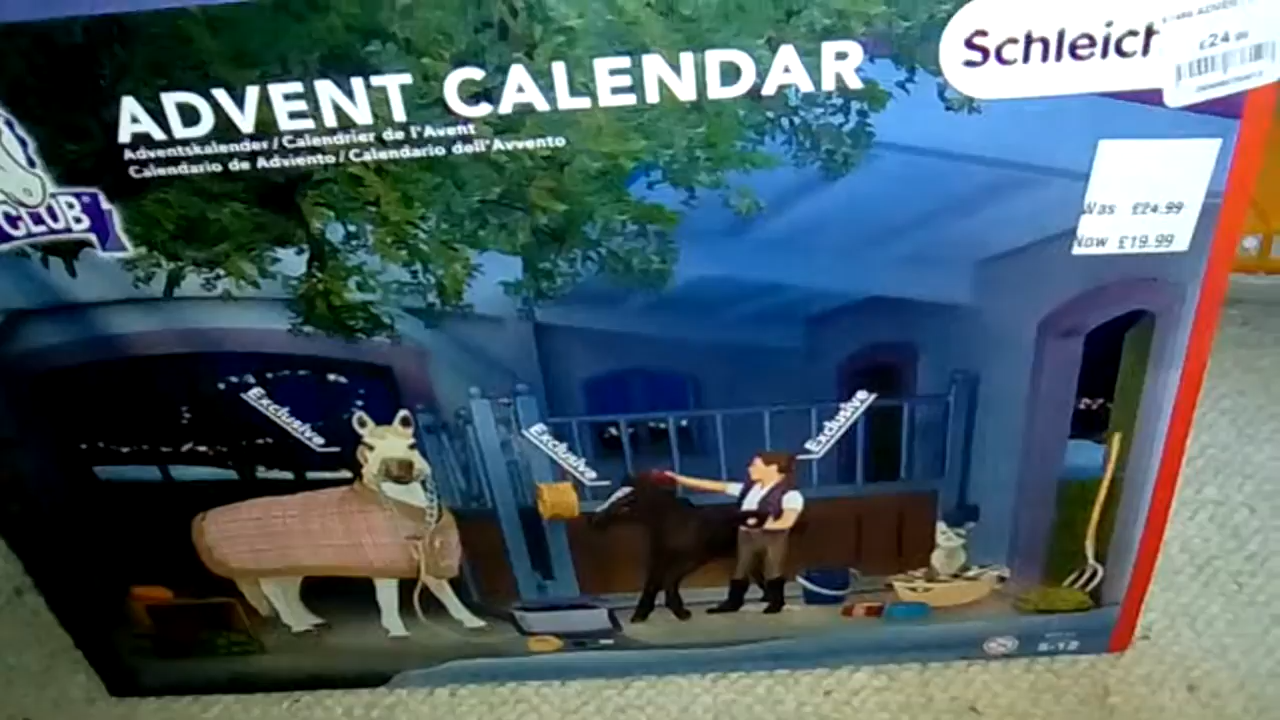 ADVENT CALENDAR
Adventskalender / Calendrier de l'Avent
Calendario de Adviento / Calendario dell'Avvento
Schleich
£24.99
CLUB
Was £24.99
Now £19.99
Exclusive
Exclusive
Exclusive
5-12